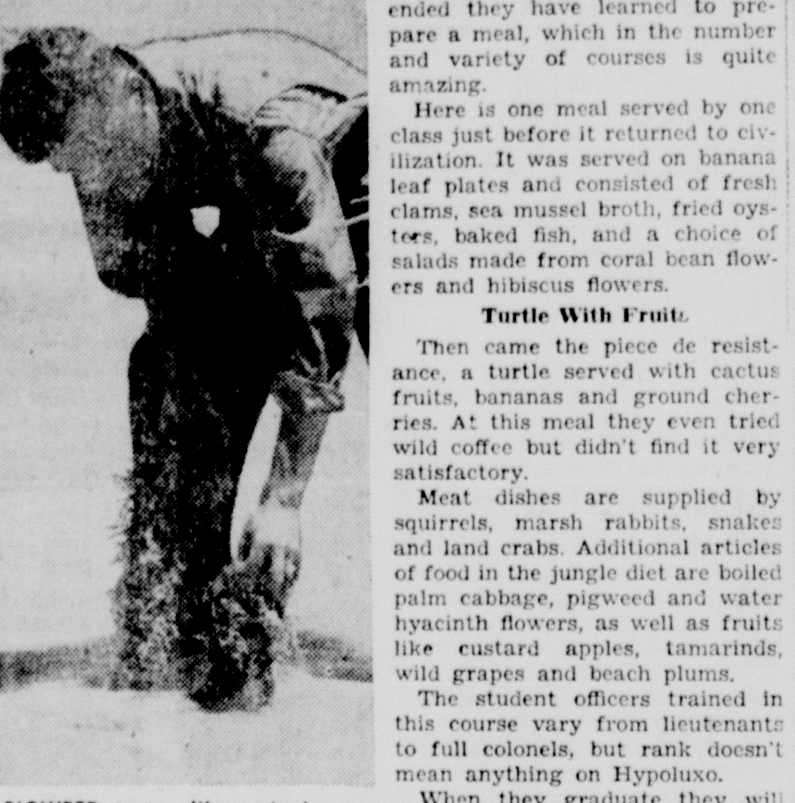 ended they have learned to pre-
pare a meal, which in the number
and variety of courses is quite
amazing.
Here is one meal served by one
class just before it returned to civ-
ilization. It was served on banana
leaf plates and consisted of fresh
clams, sea mussel broth, fried oys-
ters, baked fish, and a choice of
salads made from coral bean flow-
ers and hibiscus flowers.
Turtle With Fruits
Then came the piece de resist-
ance, a turtle served with cactus
fruits, bananas and ground cher-
ries. At this meal they even tried
wild coffee but didn't find it very
satisfactory.
Meat dishes are supplied by
squirrels, marsh rabbits, snakes
and land crabs. Additional articles
of food in the jungle diet are boiled
palm cabbage, pigweed and water
hyacinth flowers, as well as fruits
like custard apples, tamarinds,
wild grapes and beach plums.
The student officers trained in
this course vary from lieutenants
to full colonels, but rank doesn't
mean anything on Hypoluxo.
When they graduate they will